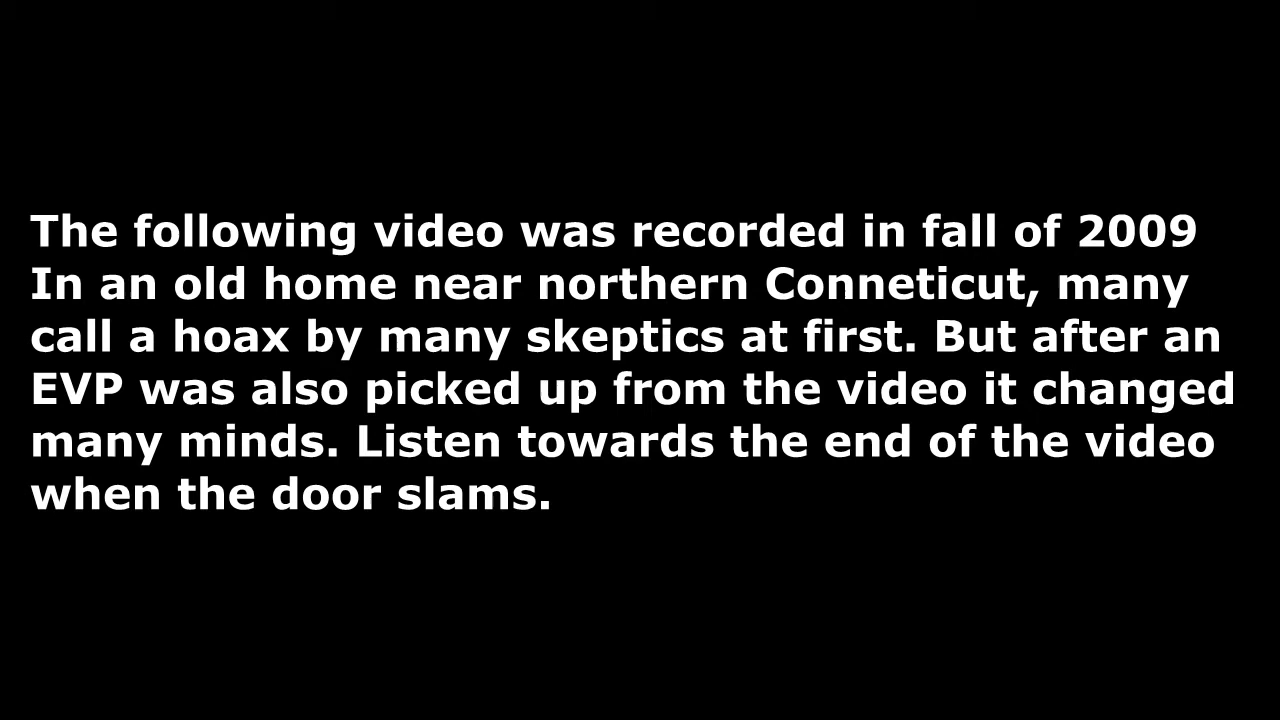 The following video was recorded in fall of 2009
In an old home near northern Conneticut, many
call a hoax by many skeptics at first. But after an
EVP was also picked up from the video it changed
many minds. Listen towards the end of the video
when the door slams.